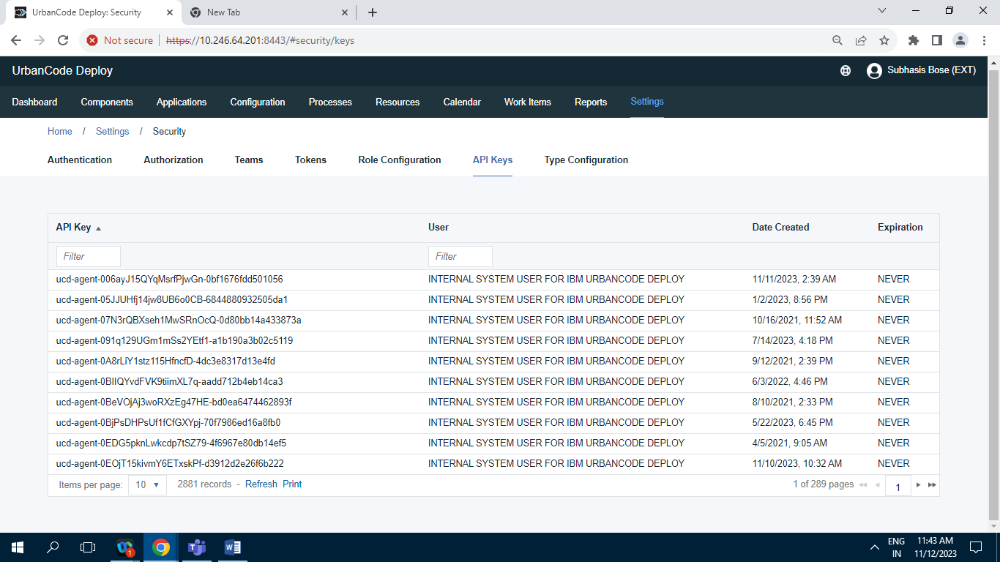 UrbanCode Deploy: Security
New Tab
Not secure https://10.246.64.201:8443/#security/keys
UrbanCode Deploy
Subhasis Bose (EXT)
Dashboard Components Applications Configuration Processes Resources Calendar Work Items Reports Settings
Home / Settings / Security
Authentication Authorization Teams Tokens Role Configuration API Keys Type Configuration
API Key User Date Created Expiration
Filter Filter
ucd-agent-006ayJ15QYqMsrfPjwGn-0bf1676fdd501056 INTERNAL SYSTEM USER FOR IBM URBANCODE DEPLOY 11/11/2023, 2:39 AM NEVER
ucd-agent-05JJUHfj14jw8UB6o0CB-6844880932505da1 INTERNAL SYSTEM USER FOR IBM URBANCODE DEPLOY 1/2/2023, 8:56 PM NEVER
ucd-agent-07N3rQBXseh1MwSRnOcQ-0d80bb14a433873a INTERNAL SYSTEM USER FOR IBM URBANCODE DEPLOY 10/16/2021, 11:52 AM NEVER
ucd-agent-091q129UGm1mSs2YEtf1-a1b190a3b02c5119 INTERNAL SYSTEM USER FOR IBM URBANCODE DEPLOY 7/14/2023, 4:18 PM NEVER
ucd-agent-0A8rLiY1stz115HfncfD-4dc3e8317d13e4fd INTERNAL SYSTEM USER FOR IBM URBANCODE DEPLOY 9/12/2021, 2:39 PM NEVER
ucd-agent-0BIIQYvdFVK9tiimXL7q-aadd712b4eb14ca3 INTERNAL SYSTEM USER FOR IBM URBANCODE DEPLOY 6/3/2022, 4:46 PM NEVER
ucd-agent-0BeVOjAj3woRXzEg47HE-bd0ea6474462893f INTERNAL SYSTEM USER FOR IBM URBANCODE DEPLOY 8/10/2021, 2:33 PM NEVER
ucd-agent-0BjPsDHPsUf1fCfGXYpj-70f7986ed16a8fb0 INTERNAL SYSTEM USER FOR IBM URBANCODE DEPLOY 5/22/2023, 6:45 PM NEVER
ucd-agent-0EDG5pknLwkcdp7tSZ79-4f6967e80db14ef5 INTERNAL SYSTEM USER FOR IBM URBANCODE DEPLOY 4/5/2021, 9:05 AM NEVER
ucd-agent-0EOjT15kivmY6ETxskPf-d3912d2e26f6b222 INTERNAL SYSTEM USER FOR IBM URBANCODE DEPLOY 11/10/2023, 10:32 AM NEVER
Items per page: 10 2881 records - Refresh Print 1 of 289 pages 1
1
ENG 11:43 AM
IN 11/12/2023